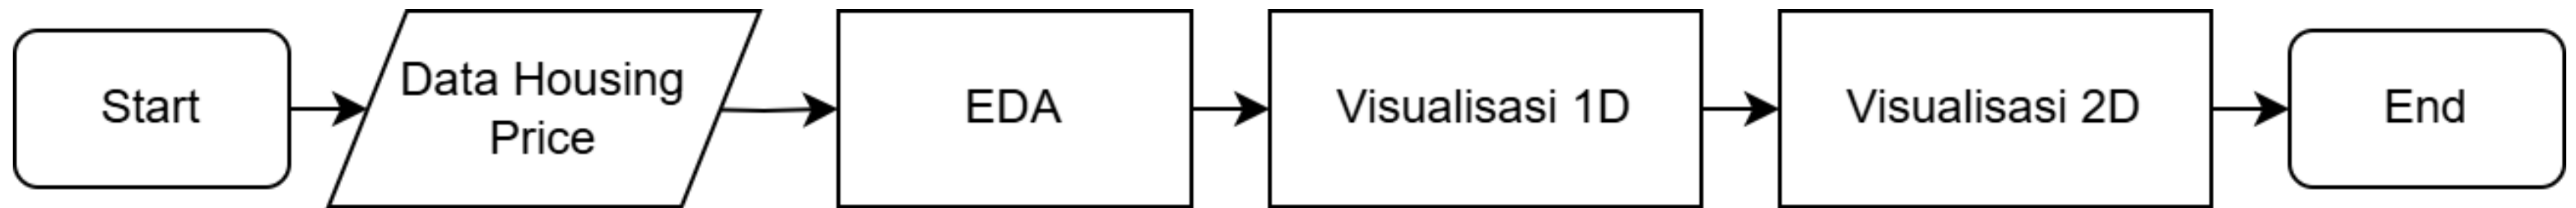 Start
Data Housing
Price
EDA
Visualisasi 1D
Visualisasi 2D
End